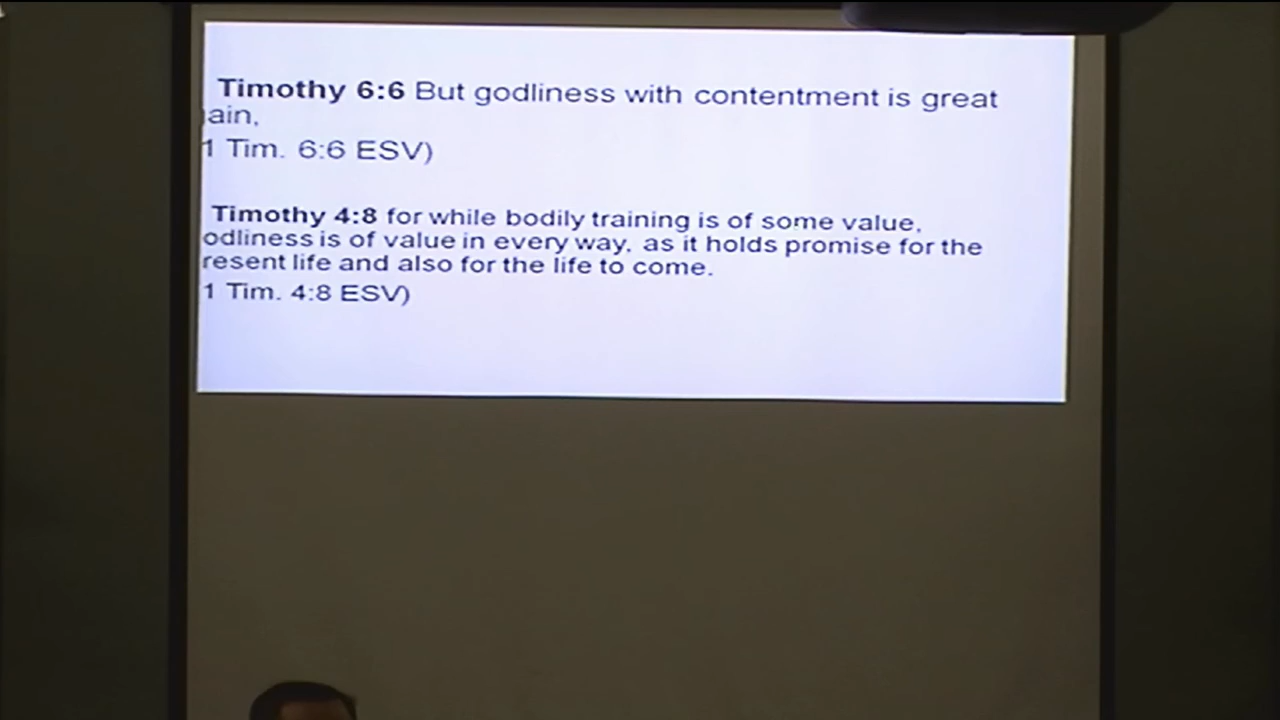 Timothy 6:6 But godliness with contentment is great
ain,
1 Tim. 6:6 ESV)
Timothy 4:8 for while bodily training is of some value,
odliness is of value in every way, as it holds promise for the
resent life and also for the life to come.
1 Tim. 4:8 ESV)